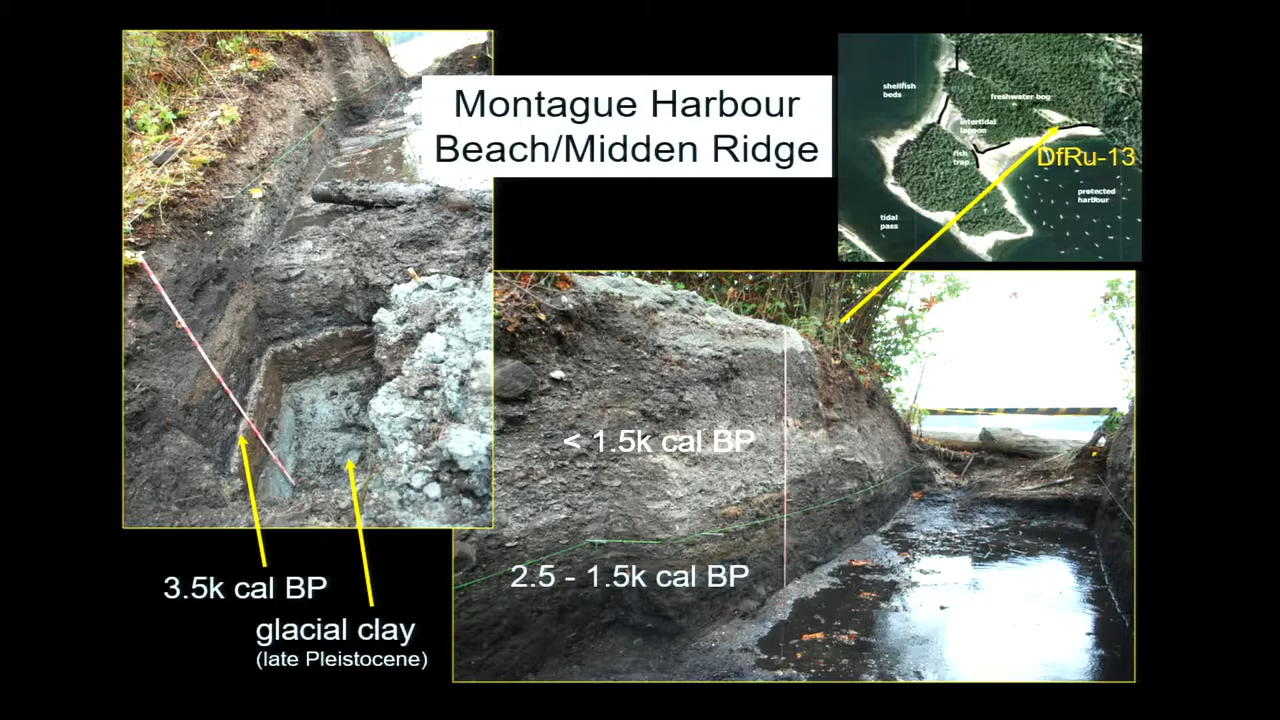 Montague Harbour
Beach/Midden Ridge
shellfish
beds
freshwater bog
intertidal
lagoon
fish
trap
DfRu-13
protected
harbour
tidal
pass
< 1.5k cal BP
2.5 - 1.5k cal BP
3.5k cal BP
glacial clay
(late Pleistocene)